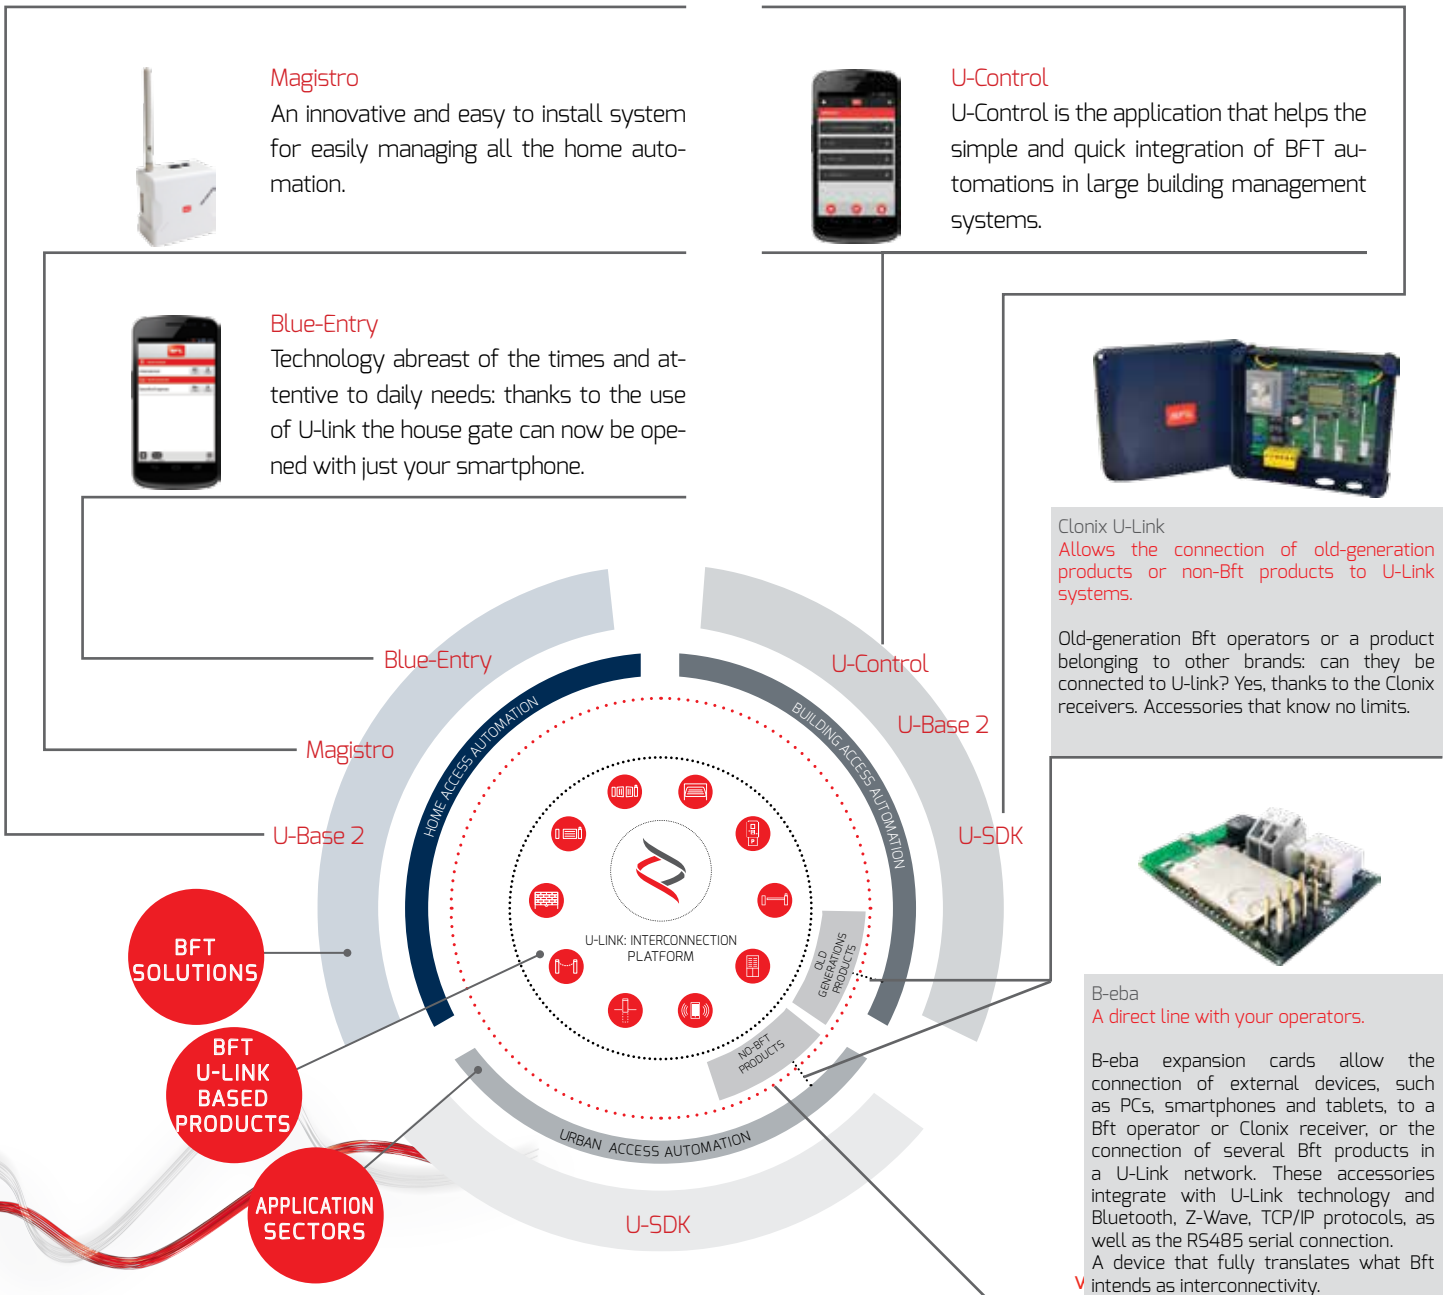 Magistro
An innovative and easy to install system
for easily managing all the home auto-
mation.
U-Control
U-Control is the application that helps the
simple and quick integration of BFT au-
tomations in large building management
systems.
Blue-Entry
Technology abreast of the times and at-
tentive to daily needs: thanks to the use
of U-link the house gate can now be ope-
ned with just your smartphone.
Clonix U-Link
Allows the connection of old-generation
products or non-Bft products to U-Link
systems.
Old-generation Bft operators or a product
belonging to other brands: can they be
connected to U-link? Yes, thanks to the Clonix
receivers. Accessories that know no limits.
Blue-Entry
Magistro
U-Base 2
U-Control
U-Base 2
U-SDK
HOME ACCESS AUTOMATION
BUILDING ACCESS AUTOMATION
U-LINK: INTERCONNECTION
PLATFORM
OLD
GENERATIONS
PRODUCTS
NO-BFT
PRODUCTS
URBAN ACCESS AUTOMATION
U-SDK
BFT
SOLUTIONS
BFT
U-LINK
BASED
PRODUCTS
APPLICATION
SECTORS
B-eba
A direct line with your operators.
B-eba expansion cards allow the
connection of external devices, such
as PCs, smartphones and tablets, to a
Bft operator or Clonix receiver, or the
connection of several Bft products in
a U-Link network. These accessories
integrate with U-Link technology and
Bluetooth, Z-Wave, TCP/IP protocols, as
well as the RS485 serial connection.
A device that fully translates what Bft
intends as interconnectivity.